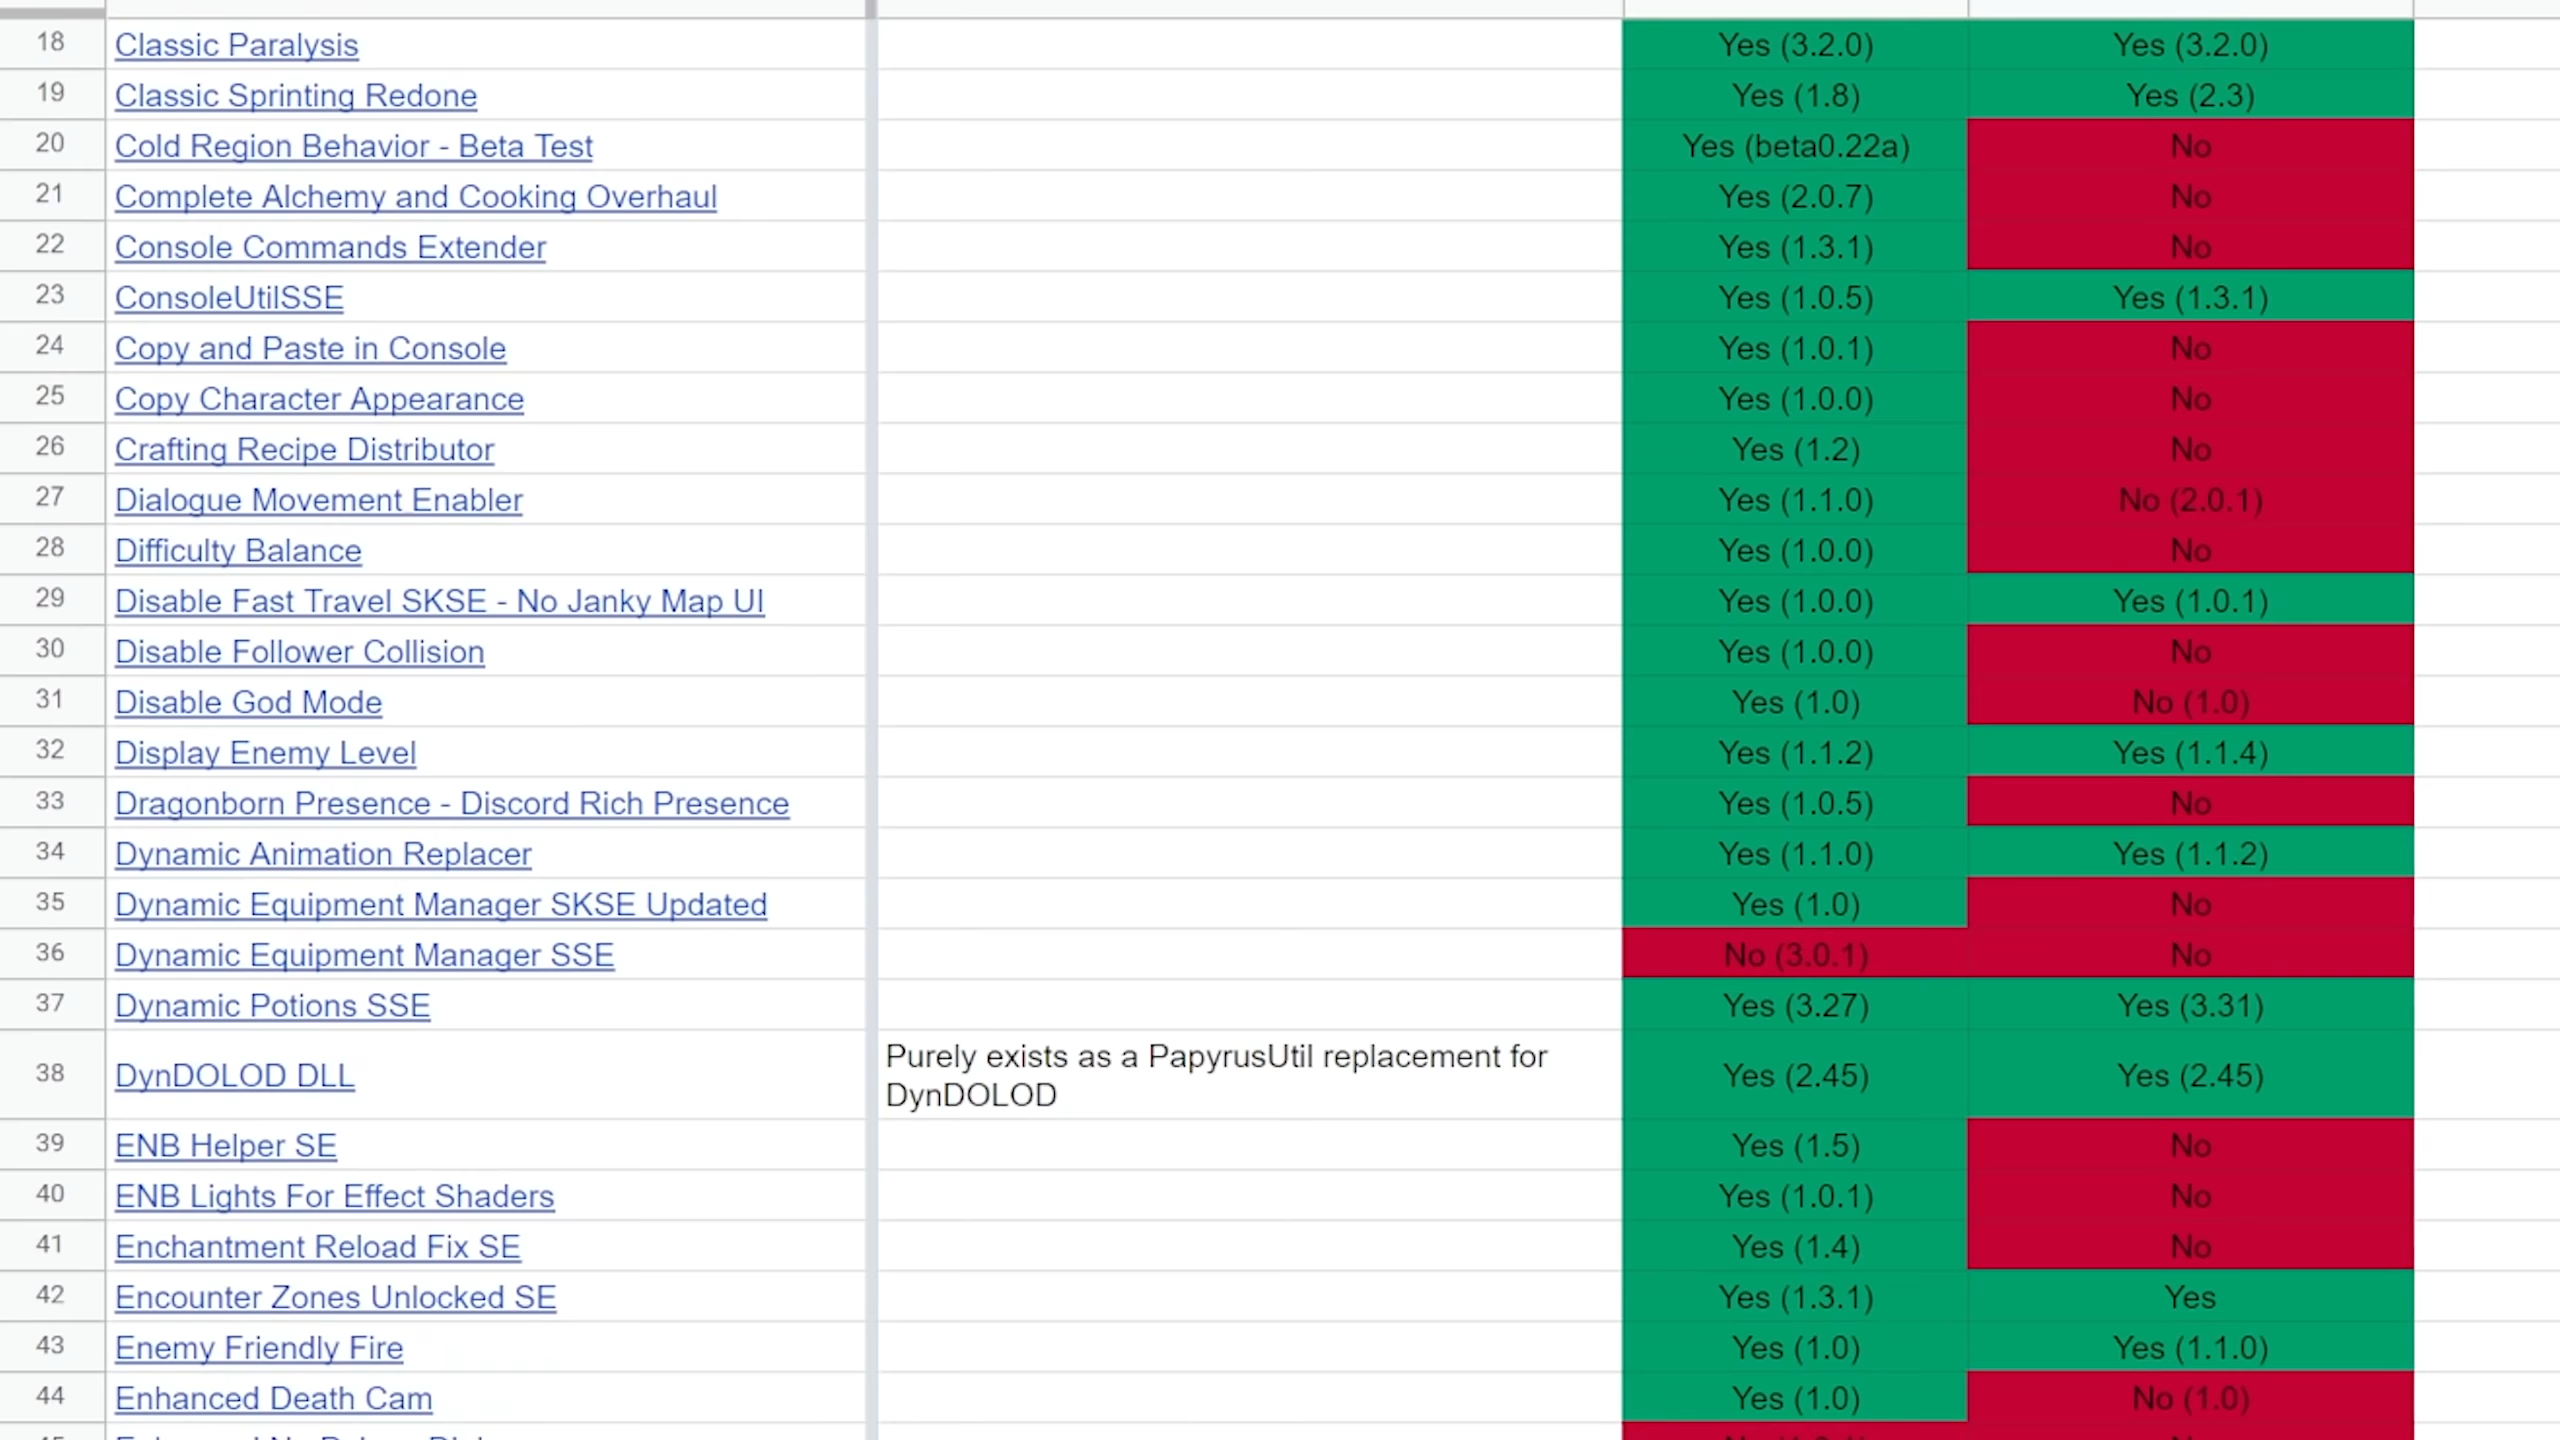 18 Classic Paralysis Yes (3.2.0) Yes (3.2.0)
19 Classic Sprinting Redone Yes (1.8) Yes (2.3)
20 Cold Region Behavior - Beta Test Yes (beta0.22a) No
21 Complete Alchemy and Cooking Overhaul Yes (2.0.7) No
22 Console Commands Extender Yes (1.3.1) No
23 ConsoleUtilSSE Yes (1.0.5) Yes (1.3.1)
24 Copy and Paste in Console Yes (1.0.1) No
25 Copy Character Appearance Yes (1.0.0) No
26 Crafting Recipe Distributor Yes (1.2) No
27 Dialogue Movement Enabler Yes (1.1.0) No (2.0.1)
28 Difficulty Balance Yes (1.0.0) No
29 Disable Fast Travel SKSE - No Janky Map UI Yes (1.0.0) Yes (1.0.1)
30 Disable Follower Collision Yes (1.0.0) No
31 Disable God Mode Yes (1.0) No (1.0)
32 Display Enemy Level Yes (1.1.2) Yes (1.1.4)
33 Dragonborn Presence - Discord Rich Presence Yes (1.0.5) No
34 Dynamic Animation Replacer Yes (1.1.0) Yes (1.1.2)
35 Dynamic Equipment Manager SKSE Updated Yes (1.0) No
36 Dynamic Equipment Manager SSE No (3.0.1) No
37 Dynamic Potions SSE Yes (3.27) Yes (3.31)
38 DynDOLOD DLL Purely exists as a PapyrusUtil replacement for
DynDOLOD Yes (2.45) Yes (2.45)
39 ENB Helper SE Yes (1.5) No
40 ENB Lights For Effect Shaders Yes (1.0.1) No
41 Enchantment Reload Fix SE Yes (1.4) No
42 Encounter Zones Unlocked SE Yes (1.3.1) Yes
43 Enemy Friendly Fire Yes (1.0) Yes (1.1.0)
44 Enhanced Death Cam Yes (1.0) No (1.0)